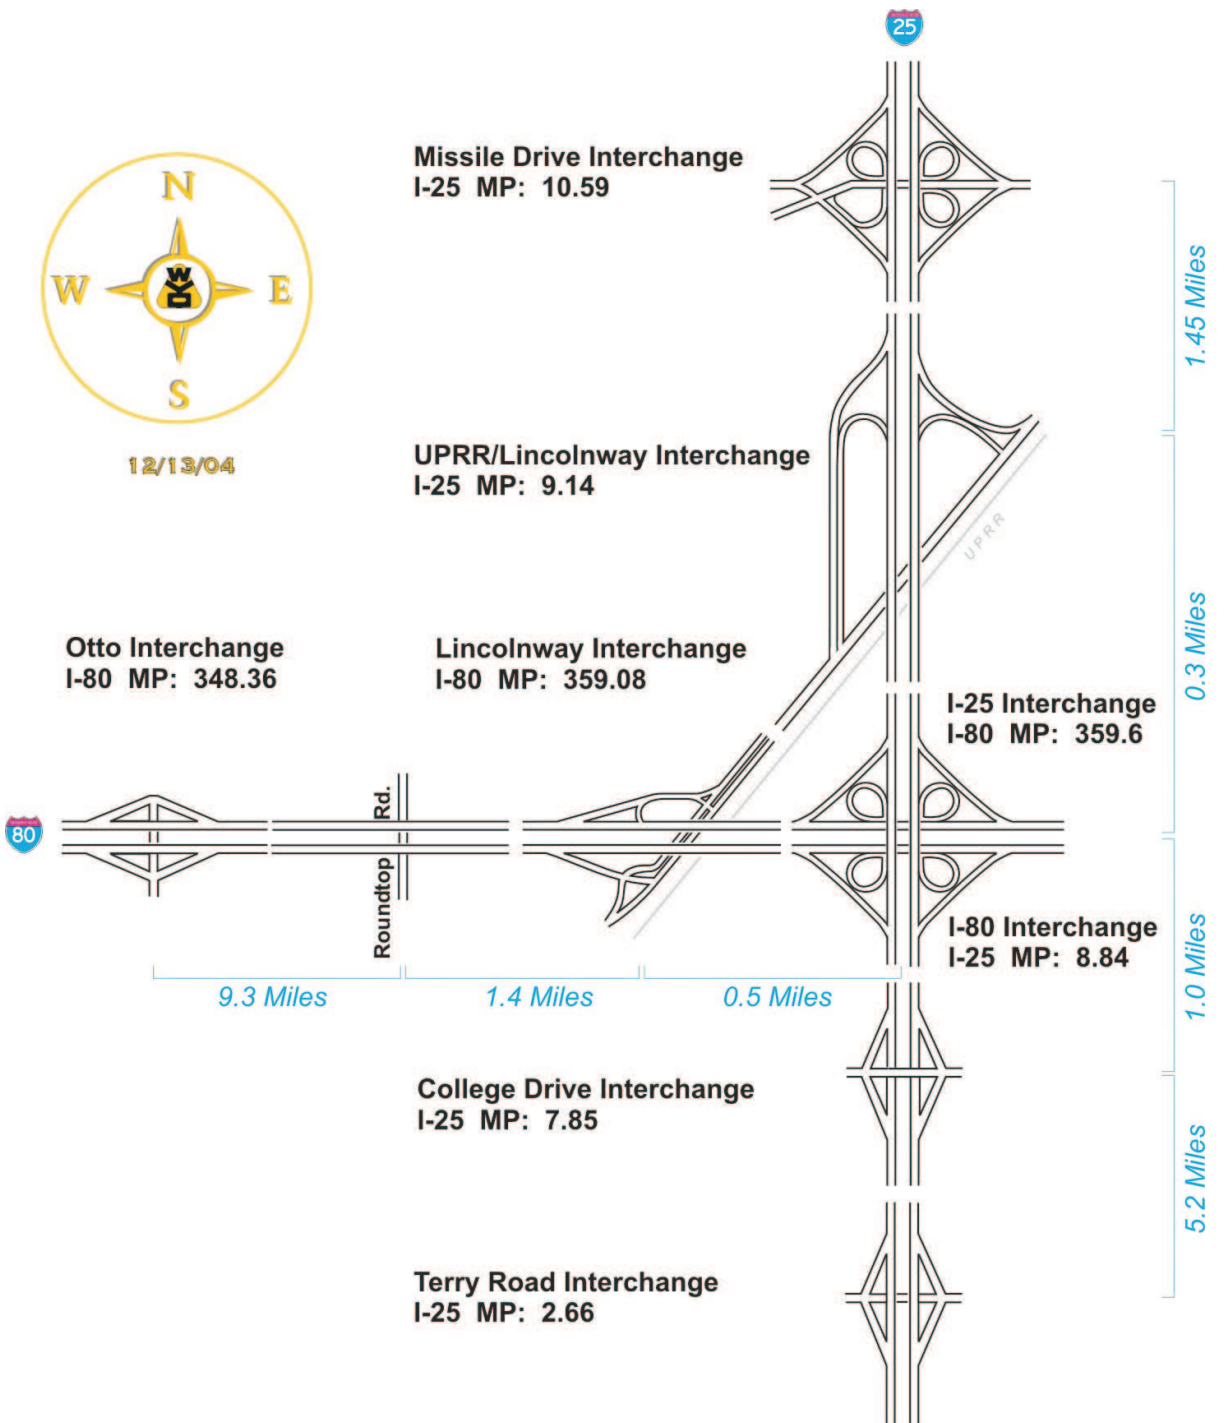 25
Missile Drive Interchange
I-25 MP: 10.59
N
W
E
S
WYO
12/13/04
1.45 Miles
UPRR/Lincolnway Interchange
I-25 MP: 9.14
UPRR
0.3 Miles
Otto Interchange
I-80 MP: 348.36
Lincolnway Interchange
I-80 MP: 359.08
I-25 Interchange
I-80 MP: 359.6
80
Roundtop Rd.
I-80 Interchange
I-25 MP: 8.84
1.0 Miles
9.3 Miles
1.4 Miles
0.5 Miles
College Drive Interchange
I-25 MP: 7.85
5.2 Miles
Terry Road Interchange
I-25 MP: 2.66